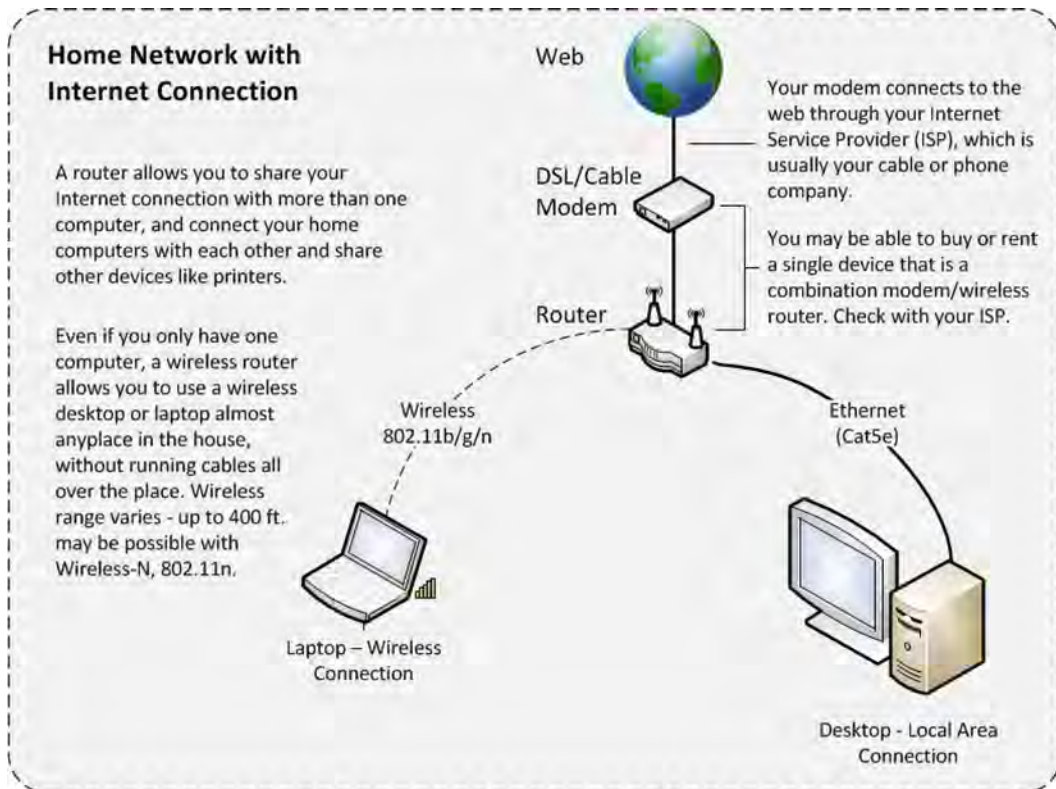 Home Network with
Internet Connection
A router allows you to share your
Internet connection with more than one
computer, and connect your home
computers with each other and share
other devices like printers.
Even if you only have one
computer, a wireless router
allows you to use a wireless
desktop or laptop almost
anyplace in the house,
without running cables all
over the place. Wireless
range varies - up to 400 ft.
may be possible with
Wireless-N, 802.11n.
Web
Your modem connects to the
web through your Internet
Service Provider (ISP), which is
usually your cable or phone
company.
DSL/Cable
Modem
You may be able to buy or rent
a single device that is a
combination modem/wireless
router. Check with your ISP.
Router
Wireless
802.11b/g/n
Ethernet
(Cat5e)
Laptop – Wireless
Connection
Desktop - Local Area
Connection